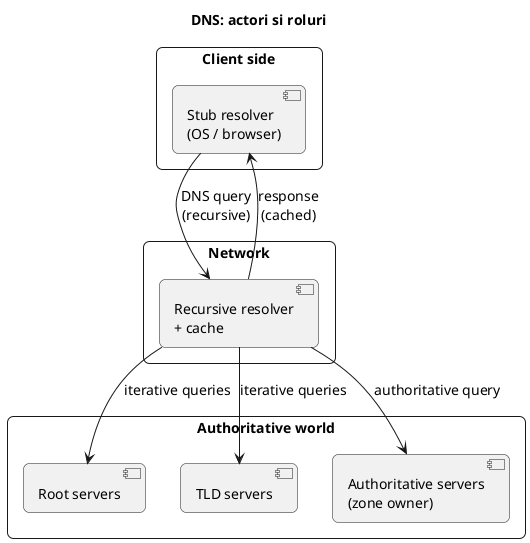 DNS: actori si roluri
Client side
Stub resolver
(OS / browser)
DNS query
(recursive)
response
(cached)
Network
Recursive resolver
+ cache
iterative queries
iterative queries
authoritative query
Authoritative world
Root servers
TLD servers
Authoritative servers
(zone owner)